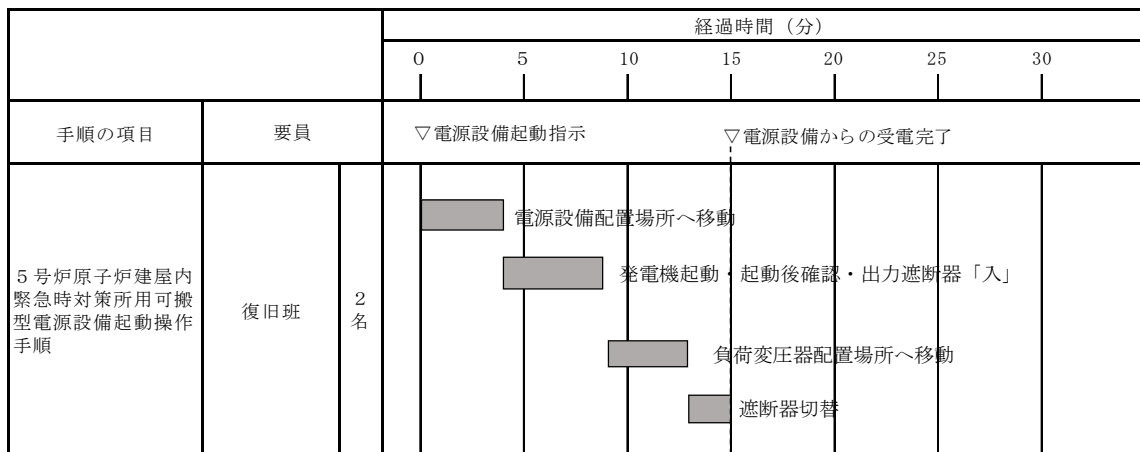 経過時間（分）
0 5 10 15 20 25 30
手順の項目 要員 ▽電源設備起動指示 ▽電源設備からの受電完了
電源設備配置場所へ移動
発電機起動・起動後確認・出力遮断器「入」
５号炉原子炉建屋内
緊急時対策所用可搬
型電源設備起動操作
手順
復旧班
２
名
負荷変圧器配置場所へ移動
遮断器切替